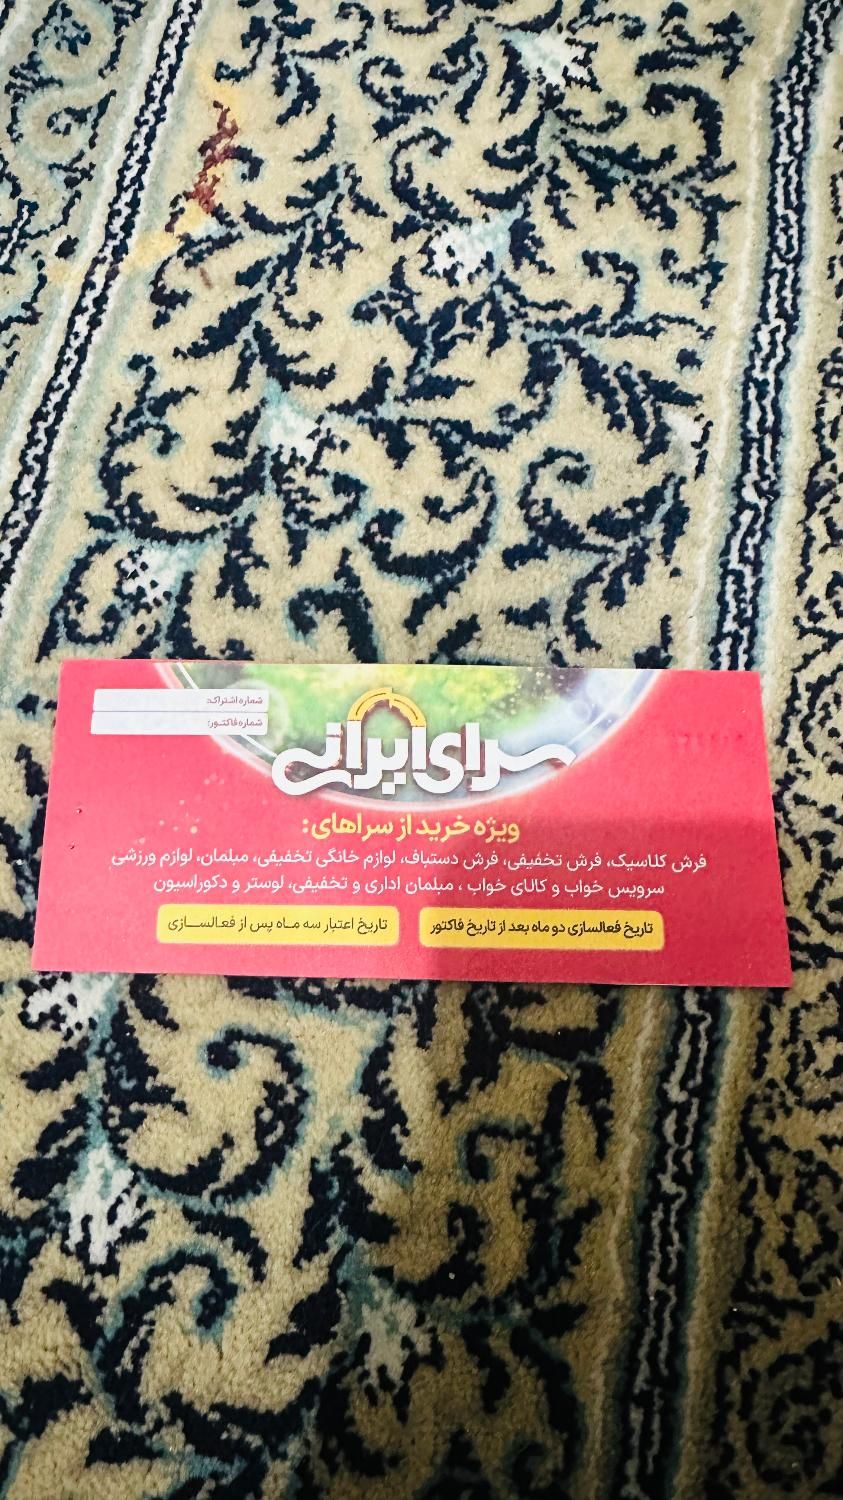 شماره اشتراک:
شماره فاکتور:
سرای ایرانی
ویژه خرید از سراهای:
فرش کلاسیک، فرش تخفیفی، فرش دستباف، لوازم خانگی تخفیفی، مبلمان، لوازم ورزشی
سرویس خواب و کالای خواب ، مبلمان اداری و تخفیفی، لوستر و دکوراسیون
تاریخ فعالسازی دو ماه بعد از تاریخ فاکتور
تاریخ اعتبار سه ماه پس از فعالسازی